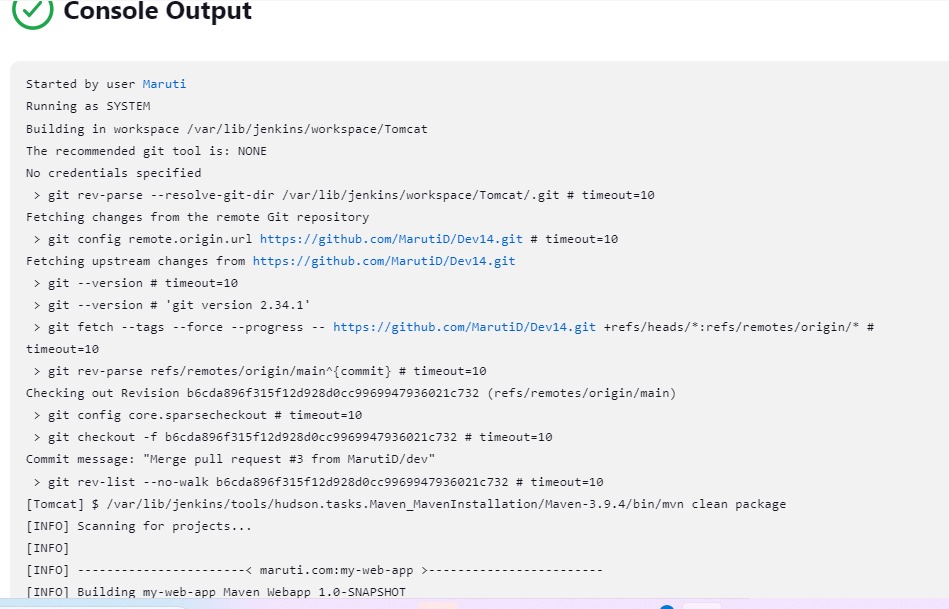 Console Output
Started by user Maruti
Running as SYSTEM
Building in workspace /var/lib/jenkins/workspace/Tomcat
The recommended git tool is: NONE
No credentials specified
 > git rev-parse --resolve-git-dir /var/lib/jenkins/workspace/Tomcat/.git # timeout=10
Fetching changes from the remote Git repository
 > git config remote.origin.url https://github.com/MarutiD/Dev14.git # timeout=10
Fetching upstream changes from https://github.com/MarutiD/Dev14.git
 > git --version # timeout=10
 > git --version # 'git version 2.34.1'
 > git fetch --tags --force --progress -- https://github.com/MarutiD/Dev14.git +refs/heads/*:refs/remotes/origin/* #
timeout=10
 > git rev-parse refs/remotes/origin/main^{commit} # timeout=10
Checking out Revision b6cda896f315f12d928d0cc9969947936021c732 (refs/remotes/origin/main)
 > git config core.sparsecheckout # timeout=10
 > git checkout -f b6cda896f315f12d928d0cc9969947936021c732 # timeout=10
Commit message: "Merge pull request #3 from MarutiD/dev"
 > git rev-list --no-walk b6cda896f315f12d928d0cc9969947936021c732 # timeout=10
[Tomcat] $ /var/lib/jenkins/tools/hudson.tasks.Maven_MavenInstallation/Maven-3.9.4/bin/mvn clean package
[INFO] Scanning for projects...
[INFO]
[INFO] -----------------------< maruti.com:my-web-app >------------------------
[INFO] Building my-web-app Maven Webapp 1.0-SNAPSHOT